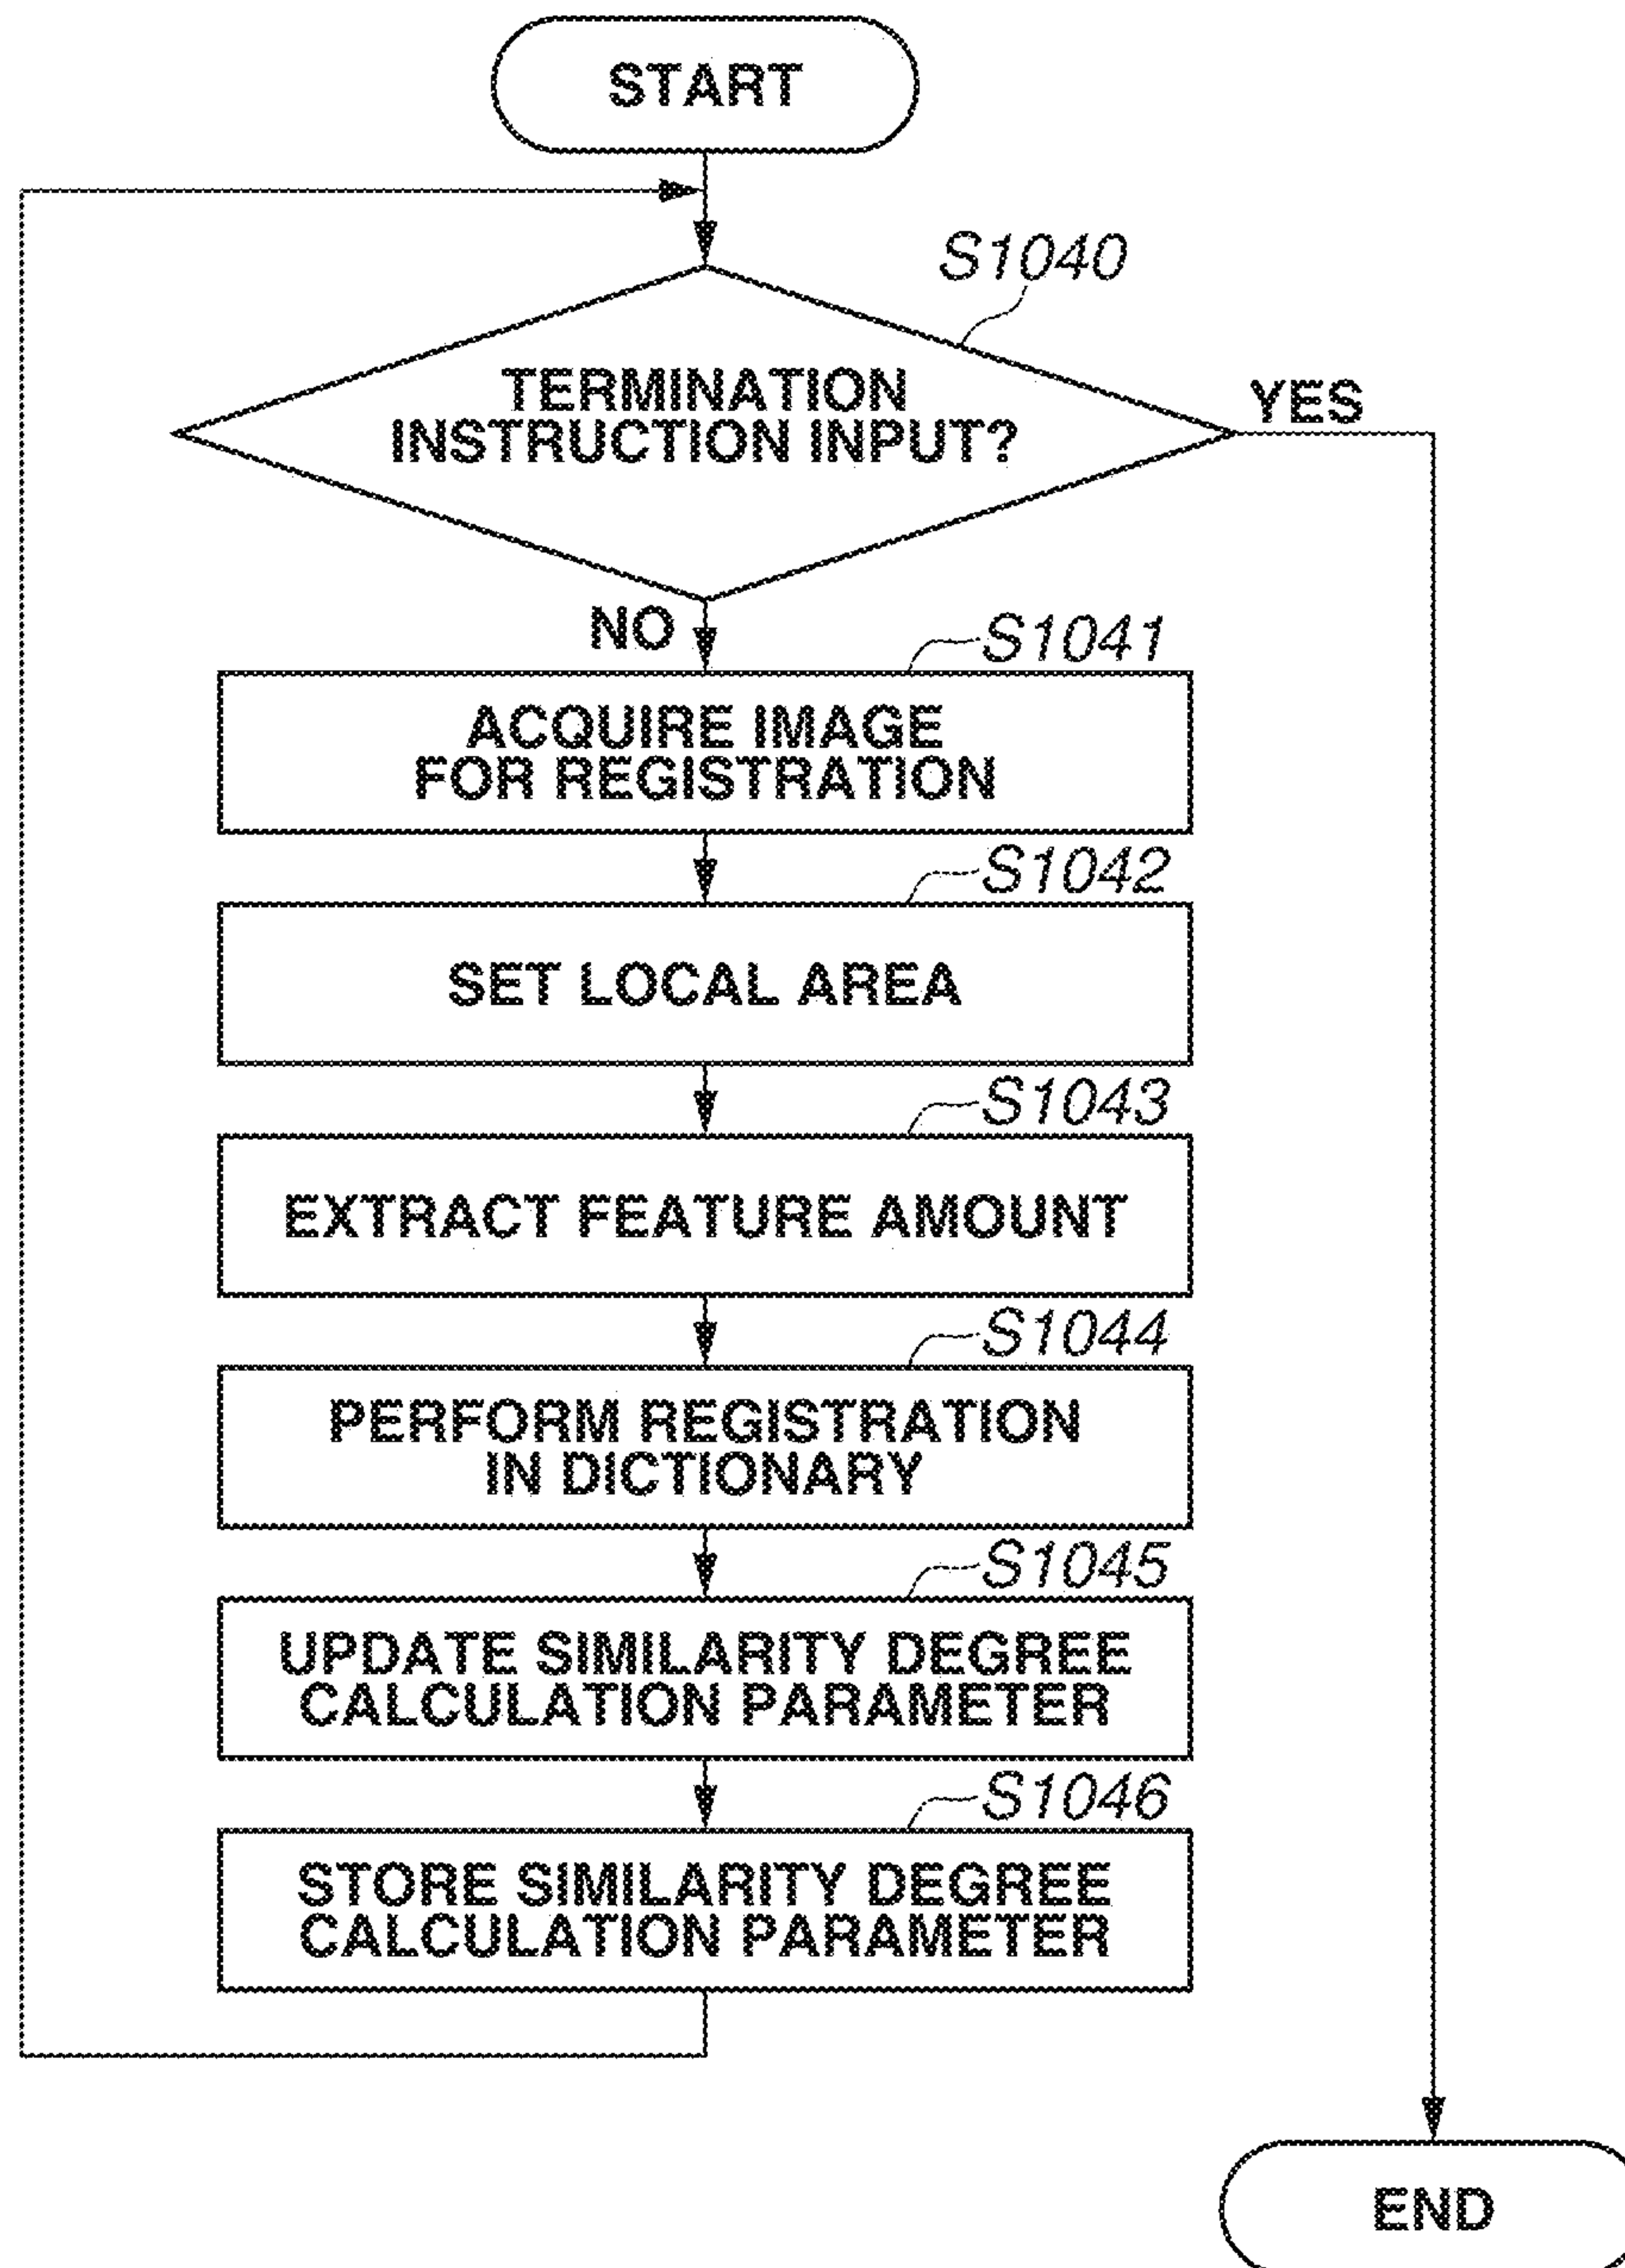 START
S1040
TERMINATION
INSTRUCTION INPUT?
YES
NO
S1041
ACQUIRE IMAGE
FOR REGISTRATION
S1042
SET LOCAL AREA
S1043
EXTRACT FEATURE AMOUNT
S1044
PERFORM REGISTRATION
IN DICTIONARY
S1045
UPDATE SIMILARITY DEGREE
CALCULATION PARAMETER
S1046
STORE SIMILARITY DEGREE
CALCULATION PARAMETER
END